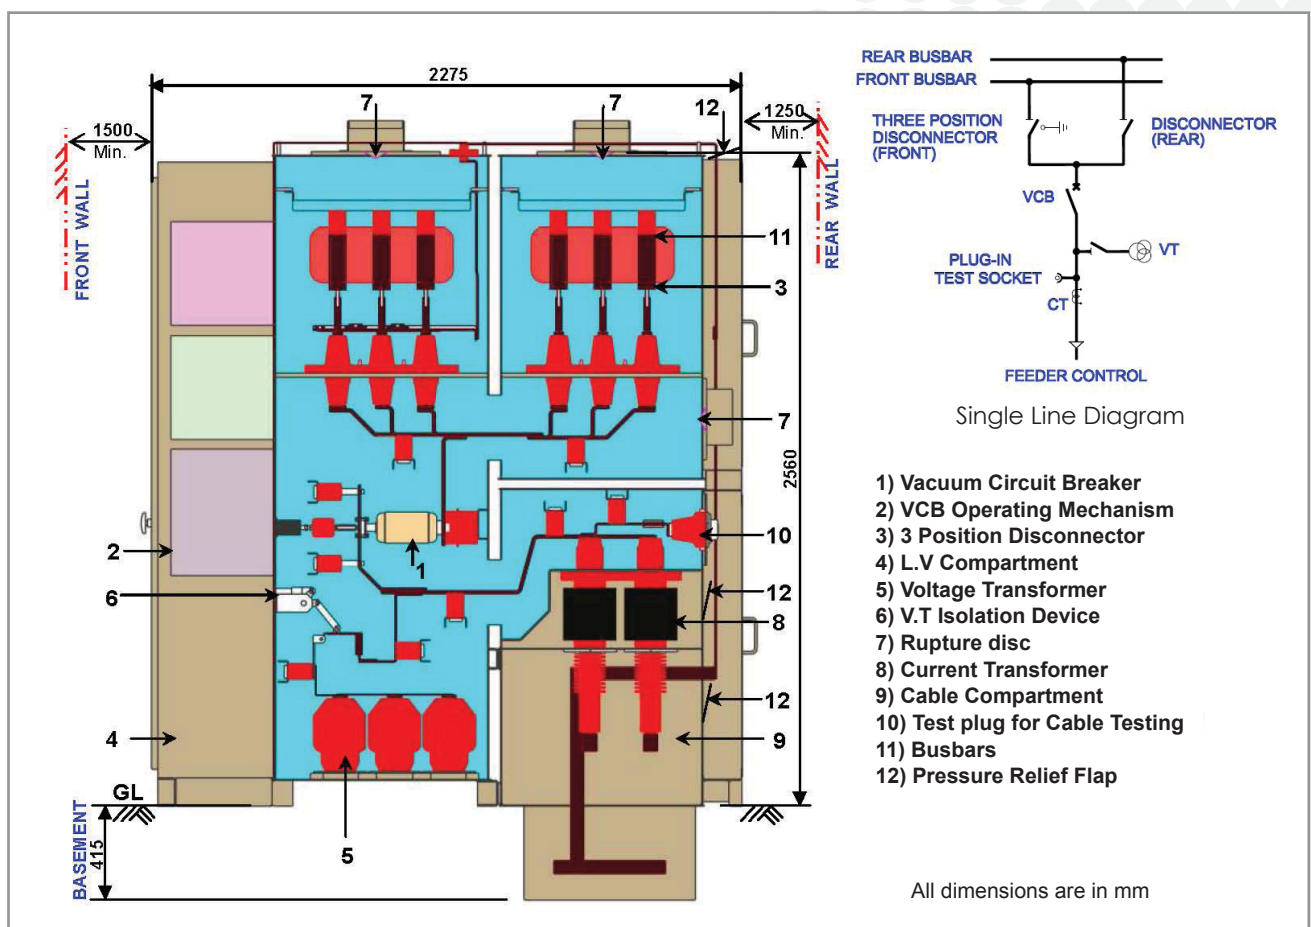 2275
7
7
12
1250
Min.
1500
Min.
FRONT WALL
REAR WALL
11
3
7
2560
2
1
10
6
12
8
12
4
9
GL
BASEMENT
415
5
REAR BUSBAR
FRONT BUSBAR
THREE POSITION
DISCONNECTOR
(FRONT)
DISCONNECTOR
(REAR)
VCB
VT
PLUG-IN
TEST SOCKET
CT
FEEDER CONTROL
Single Line Diagram
1) Vacuum Circuit Breaker
2) VCB Operating Mechanism
3) 3 Position Disconnector
4) L.V Compartment
5) Voltage Transformer
6) V.T Isolation Device
7) Rupture disc
8) Current Transformer
9) Cable Compartment
10) Test plug for Cable Testing
11) Busbars
12) Pressure Relief Flap
All dimensions are in mm